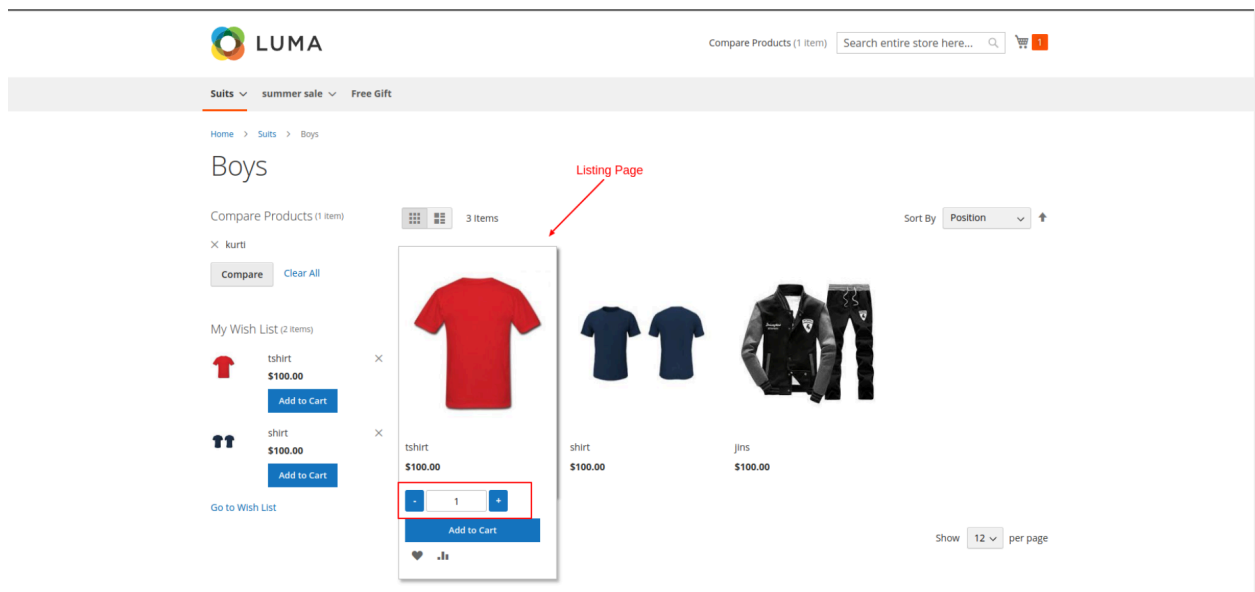 LUMA
Compare Products (1 item)
Search entire store here...
1
Suits
summer sale
Free Gift
Home > Suits > Boys
Boys
Listing Page
Compare Products (1 item)
3 Items
Sort By
Position
kurti
Compare
Clear All
My Wish List (2 items)
tshirt
$100.00
Add to Cart
shirt
$100.00
Add to Cart
Go to Wish List
tshirt
$100.00
- 1 +
Add to Cart
shirt
$100.00
jins
$100.00
Show 12 per page